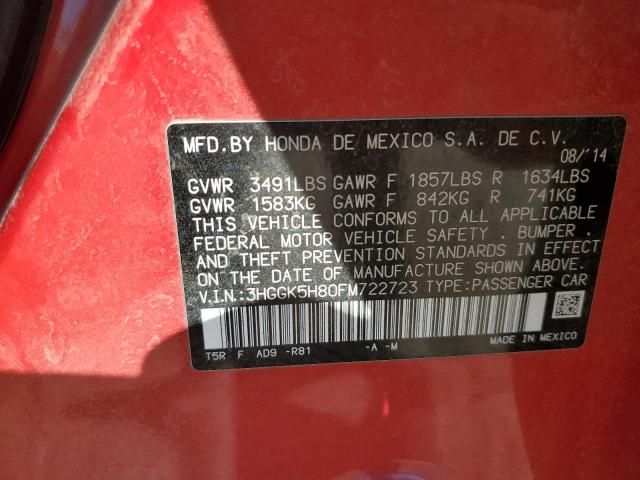 MFD. BY HONDA DE MEXICO S.A. DE C.V.
08/'14
GVWR 3491LBS GAWR F 1857LBS R 1634LBS
GVWR 1583KG GAWR F 842KG R 741KG
THIS VEHICLE CONFORMS TO ALL APPLICABLE
FEDERAL MOTOR VEHICLE SAFETY , BUMPER ,
AND THEFT PREVENTION STANDARDS IN EFFECT
ON THE DATE OF MANUFACTURE SHOWN ABOVE.
V.I.N.:3HGGK5H80FM722723 TYPE:PASSENGER CAR
T5R F AD9 -R81 -A -M
MADE IN MEXICO